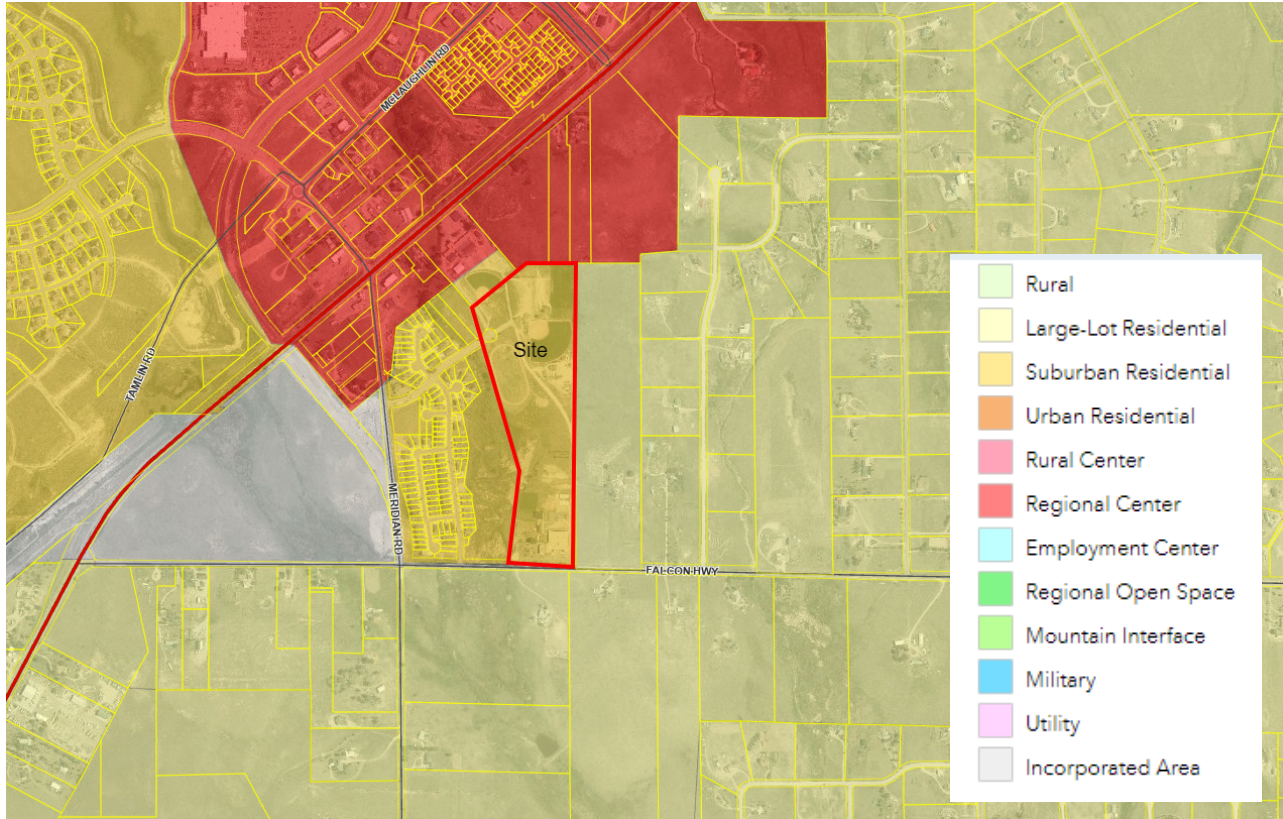 MCLAUGHLIN RD
TAMLIN RD
Site
MERIDIAN RD
FALCON HWY
Rural
Large-Lot Residential
Suburban Residential
Urban Residential
Rural Center
Regional Center
Employment Center
Regional Open Space
Mountain Interface
Military
Utility
Incorporated Area